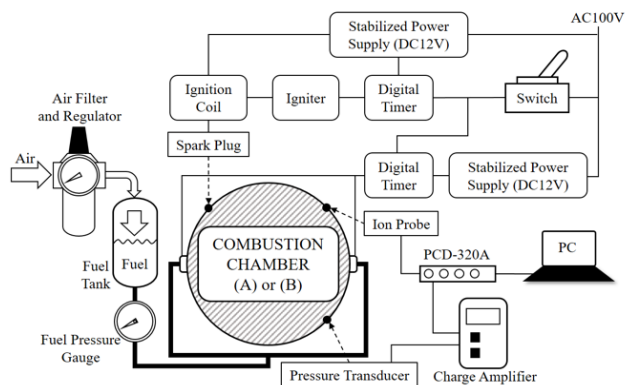 AC100V
Stabilized Power
Supply (DC12V)
Air Filter
and Regulator
Ignition
Coil
Igniter
Digital
Timer
Switch
Spark Plug
Air
Digital
Timer
Stabilized Power
Supply (DC12V)
Ion Probe
Fuel
Fuel
Tank
COMBUSTION
CHAMBER
(A) or (B)
PCD-320A
PC
Fuel Pressure
Gauge
Pressure Transducer
Charge Amplifier